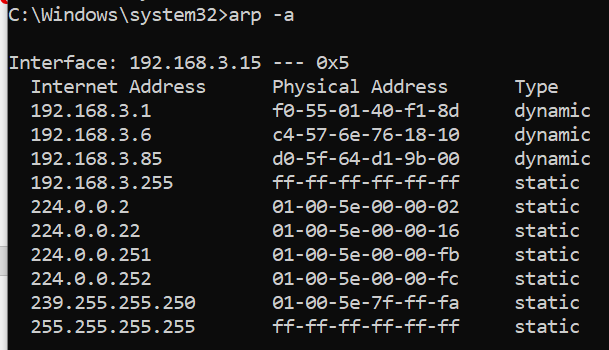 C:\Windows\system32>arp -a
Interface: 192.168.3.15 --- 0x5
Internet Address Physical Address Type
192.168.3.1 f0-55-01-40-f1-8d dynamic
192.168.3.6 c4-57-6e-76-18-10 dynamic
192.168.3.85 d0-5f-64-d1-9b-00 dynamic
192.168.3.255 ff-ff-ff-ff-ff-ff static
224.0.0.2 01-00-5e-00-00-02 static
224.0.0.22 01-00-5e-00-00-16 static
224.0.0.251 01-00-5e-00-00-fb static
224.0.0.252 01-00-5e-00-00-fc static
239.255.255.250 01-00-5e-7f-ff-fa static
255.255.255.255 ff-ff-ff-ff-ff-ff static